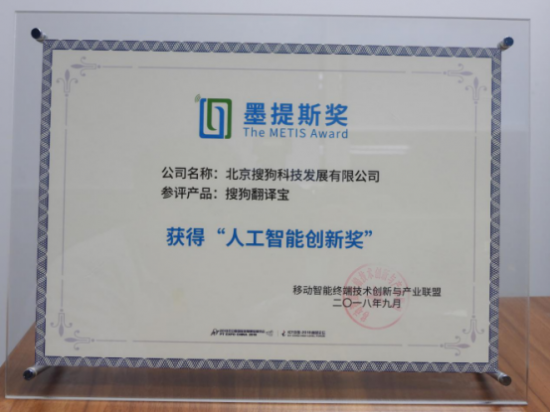 墨提斯奖
The METIS Award
公司名称：北京搜狗科技发展有限公司
参评产品：搜狗翻译宝
获得“人工智能创新奖”
移动智能终端技术创新与产业联盟
二〇一八年九月